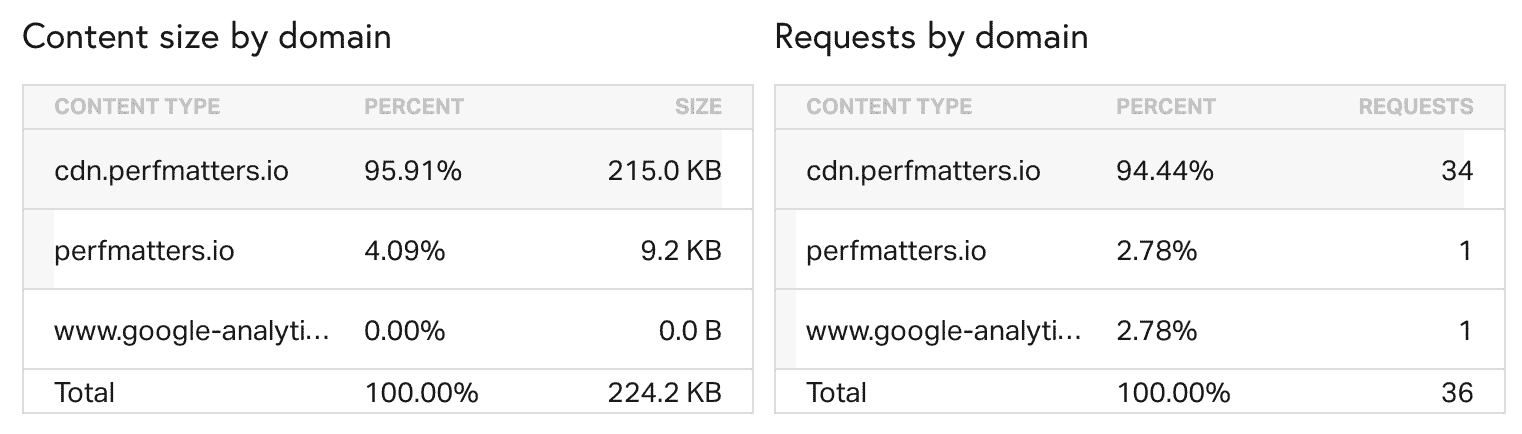 Content size by domain
CONTENT TYPE PERCENT SIZE
cdn.perfmatters.io 95.91% 215.0 KB
perfmatters.io 4.09% 9.2 KB
www.google-analyti... 0.00% 0.0 B
Total 100.00% 224.2 KB
Requests by domain
CONTENT TYPE PERCENT REQUESTS
cdn.perfmatters.io 94.44% 34
perfmatters.io 2.78% 1
www.google-analyti... 2.78% 1
Total 100.00% 36